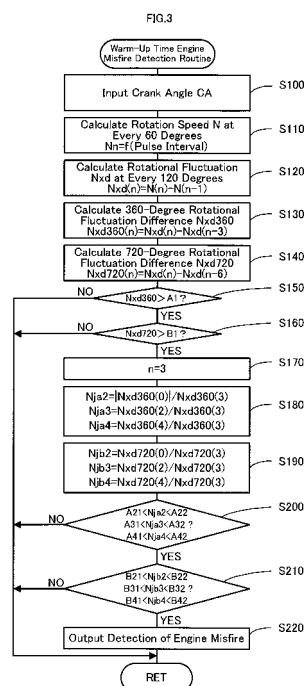 FIG.3
Warm-Up Time Engine
Misfire Detection Routine
Input Crank Angle CA
S100
Calculate Rotation Speed N at
Every 60 Degrees
Nn=f(Pulse Interval)
S110
Calculate Rotational Fluctuation
Nxd at Every 120 Degrees
Nxd(n)=N(n)-N(n-1)
S120
Calculate 360-Degree Rotational
Fluctuation Difference Nxd360
Nxd360(n)=Nxd(n)-Nxd(n-3)
S130
Calculate 720-Degree Rotational
Fluctuation Difference Nxd720
Nxd720(n)=Nxd(n)-Nxd(n-6)
S140
Nxd360>A1?
S150
NO
YES
Nxd720>B1?
S160
NO
YES
n=3
S170
Nja2=|Nxd360(0)|/Nxd360(3)
Nja3=Nxd360(2)/Nxd360(3)
Nja4=Nxd360(4)/Nxd360(3)
S180
Njb2=Nxd720(0)/Nxd720(3)
Njb3=Nxd720(2)/Nxd720(3)
Njb4=Nxd720(4)/Nxd720(3)
S190
A21<Nja2<A22
A31<Nja3<A32 ?
A41<Nja4<A42
S200
NO
YES
B21<Njb2<B22
B31<Njb3<B32 ?
B41<Njb4<B42
S210
NO
YES
Output Detection of Engine Misfire
S220
RET